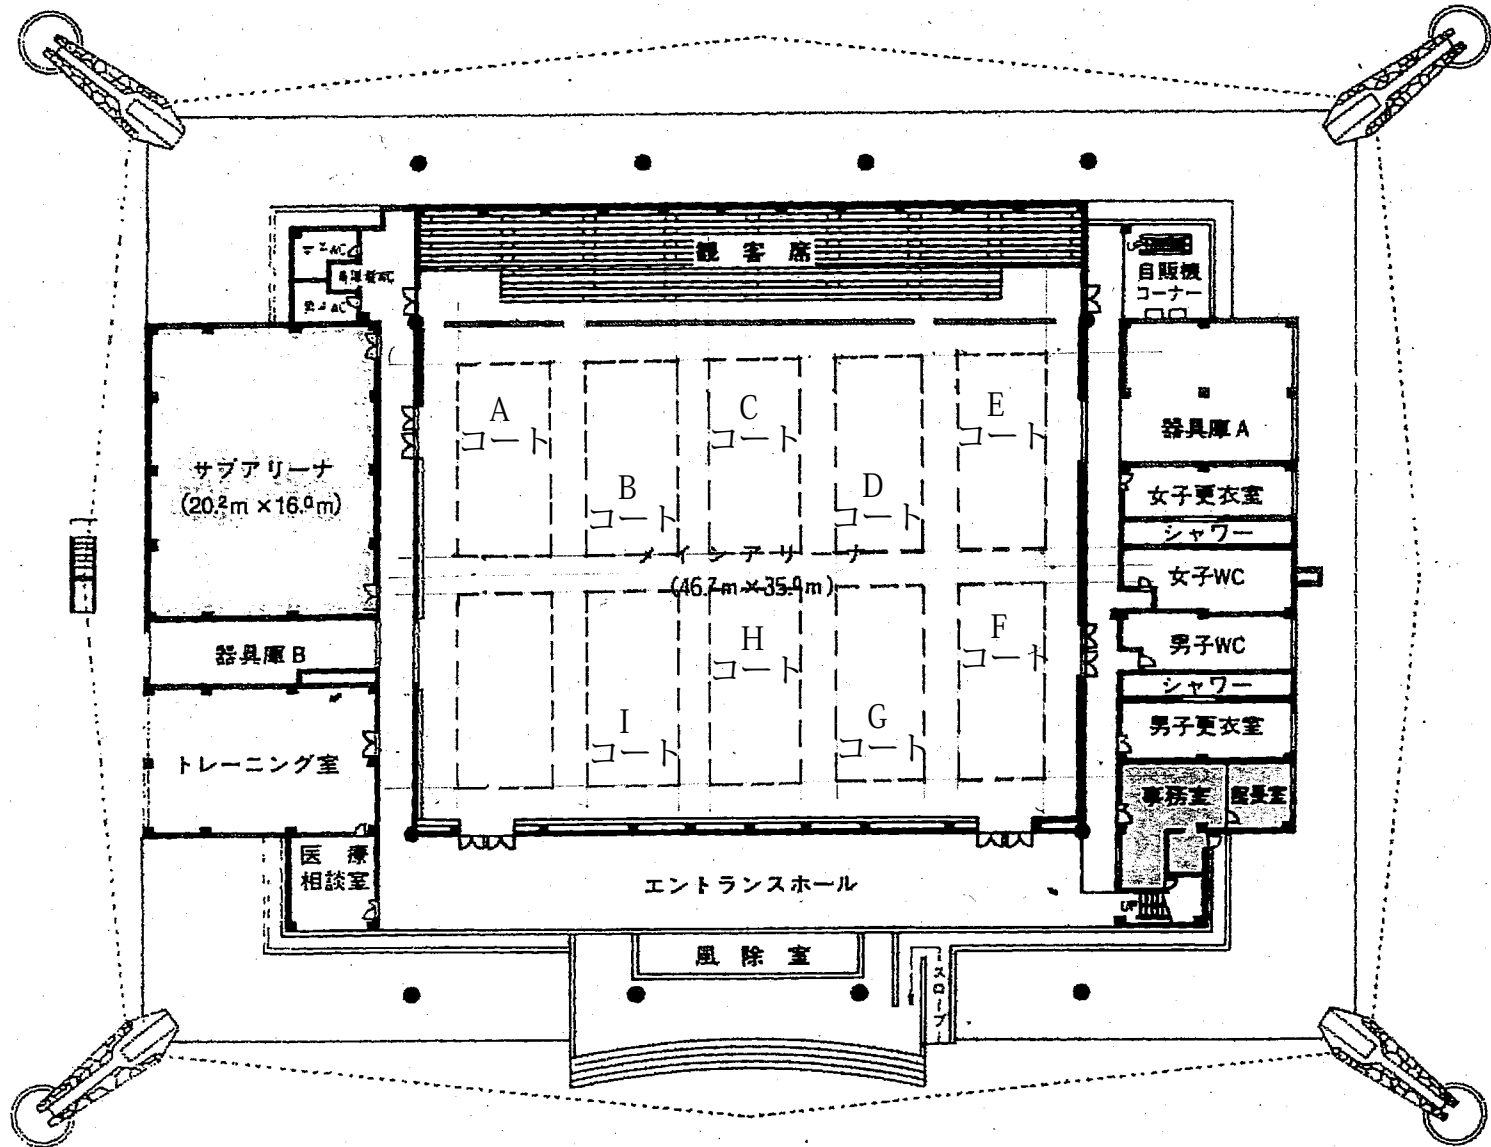 観客席
自販機
コーナー
A
コート
C
コート
E
コート
器具庫A
サブアリーナ
(20.2m×16.0m)
B
コート
D
コート
女子更衣室
シャワー
メインアリーナ
女子WC
(46.7m×35.0m)
H
コート
F
コート
男子WC
器具庫B
シャワー
I
コート
G
コート
男子更衣室
トレーニング室
事務室
医療
相談室
エントランスホール
UP
風除室
スロープ